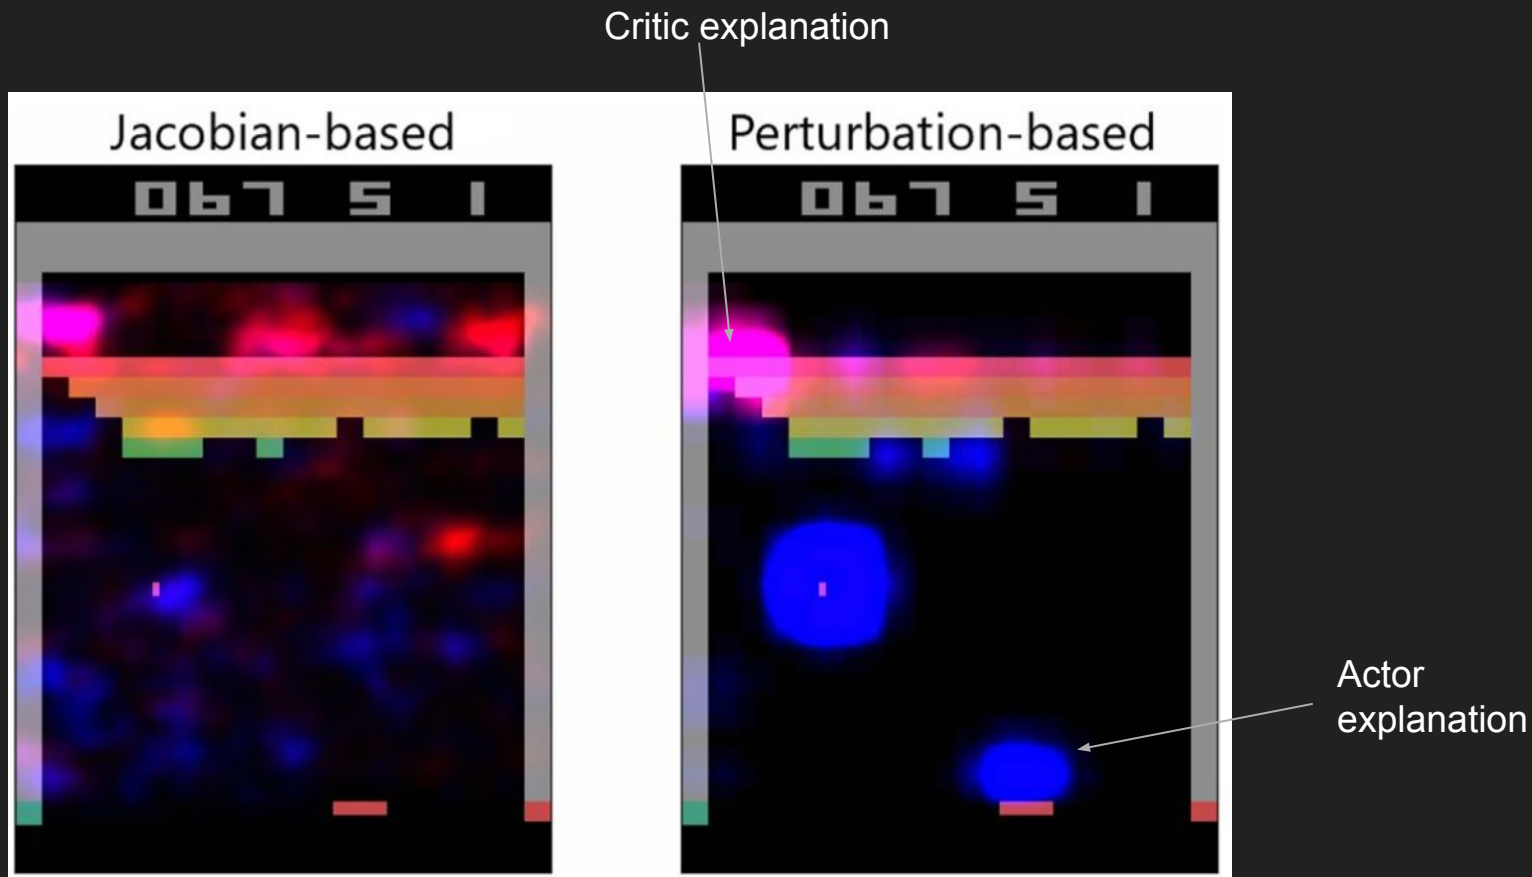 Critic explanation
Jacobian-based
Perturbation-based
067 5 1
067 5 1
Actor
explanation